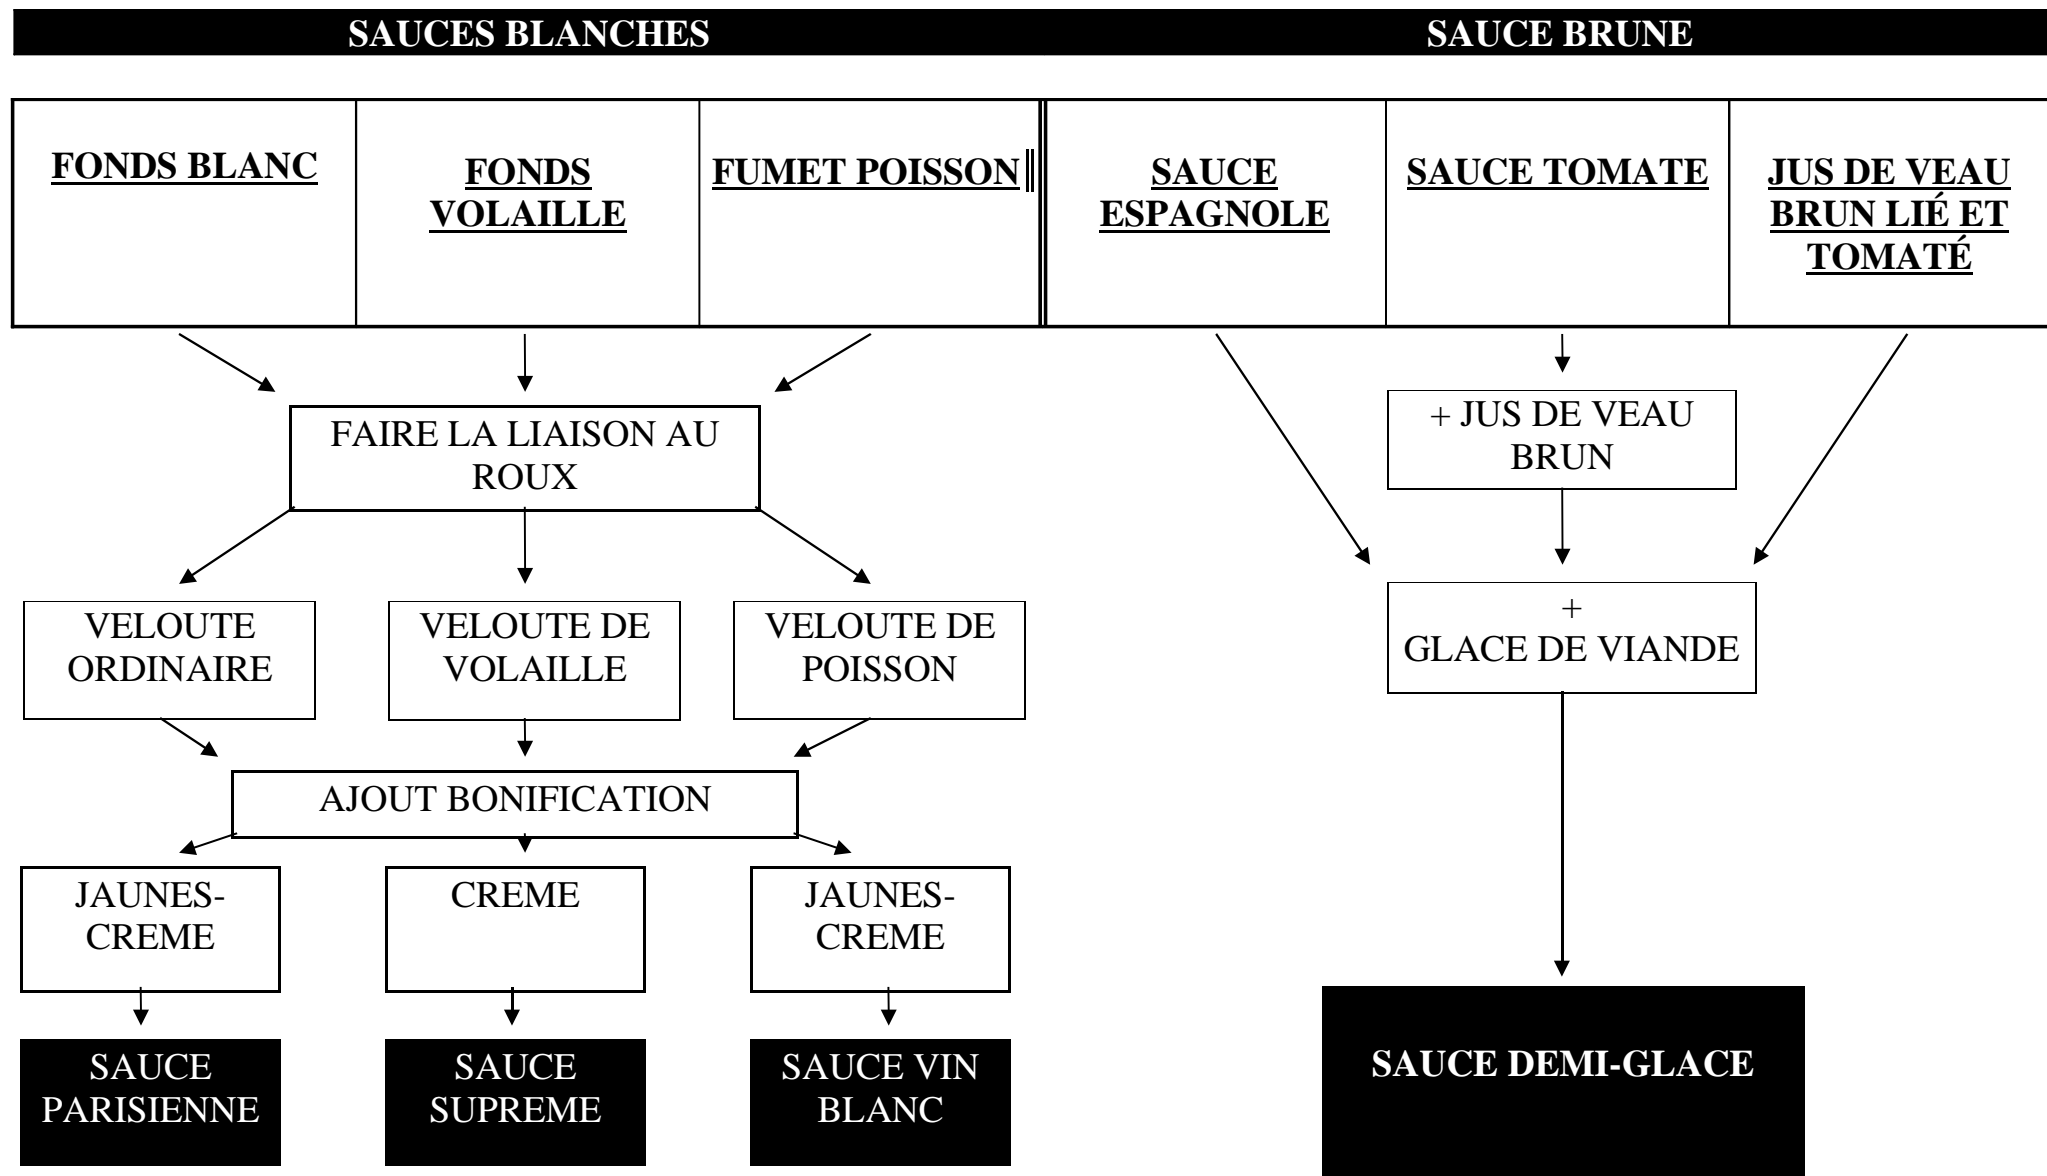 SAUCES BLANCHES
SAUCE BRUNE
FONDS BLANC
FONDS
VOLAILLE
FUMET POISSON
SAUCE
ESPAGNOLE
SAUCE TOMATE
JUS DE VEAU
BRUN LIÉ ET
TOMATÉ
FAIRE LA LIAISON AU
ROUX
+ JUS DE VEAU
BRUN
VELOUTE
ORDINAIRE
VELOUTE DE
VOLAILLE
VELOUTE DE
POISSON
+
GLACE DE VIANDE
AJOUT BONIFICATION
JAUNES-
CREME
CREME
JAUNES-
CREME
SAUCE
PARISIENNE
SAUCE
SUPREME
SAUCE VIN
BLANC
SAUCE DEMI-GLACE